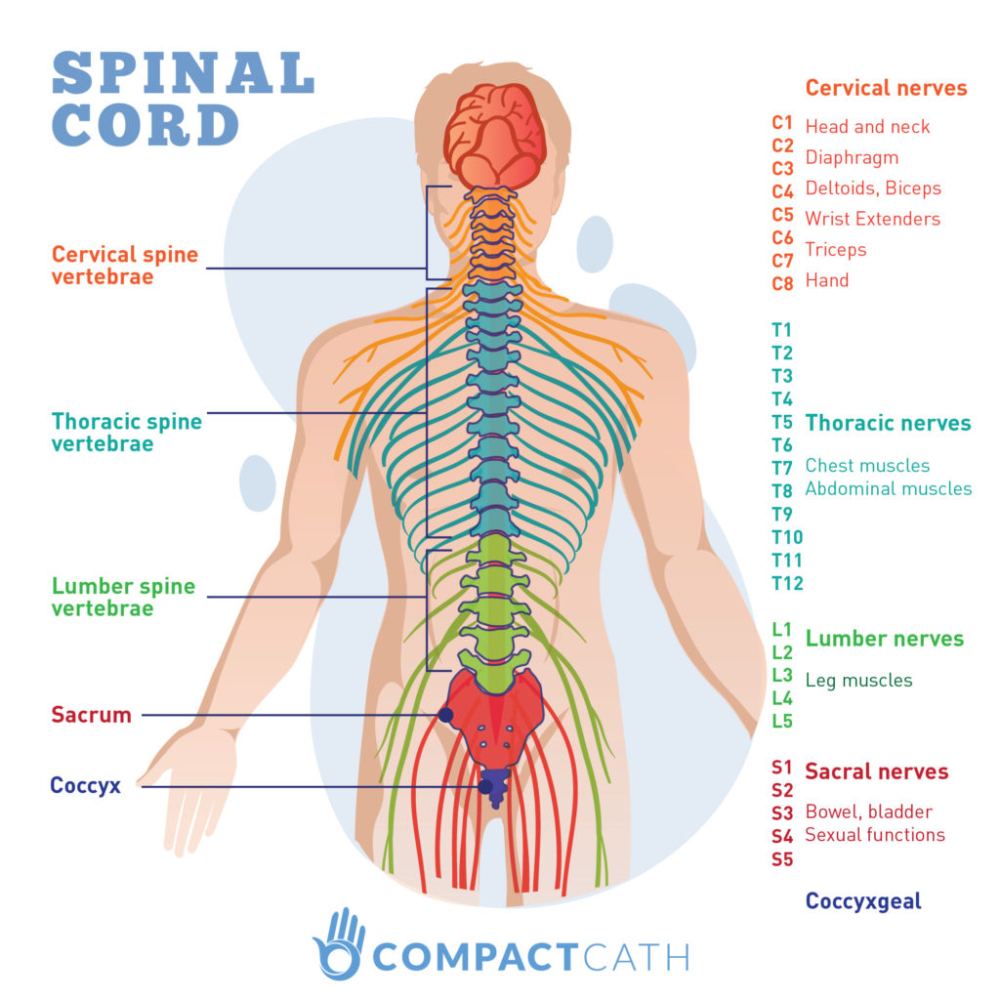 SPINAL
CORD
Cervical spine
vertebrae
Thoracic spine
vertebrae
Lumber spine
vertebrae
Sacrum
Coccyx
Cervical nerves
C1
C2
C3
C4
C5
C6
C7
C8
Head and neck
Diaphragm
Deltoids, Biceps
Wrist Extenders
Triceps
Hand
T1
T2
T3
T4
T5
T6
T7
T8
T9
T10
T11
T12
Thoracic nerves
Chest muscles
Abdominal muscles
L1
L2
L3
L4
L5
Lumber nerves
Leg muscles
S1
S2
S3
S4
S5
Sacral nerves
Bowel, bladder
Sexual functions
Coccyxgeal
COMPACTCATH